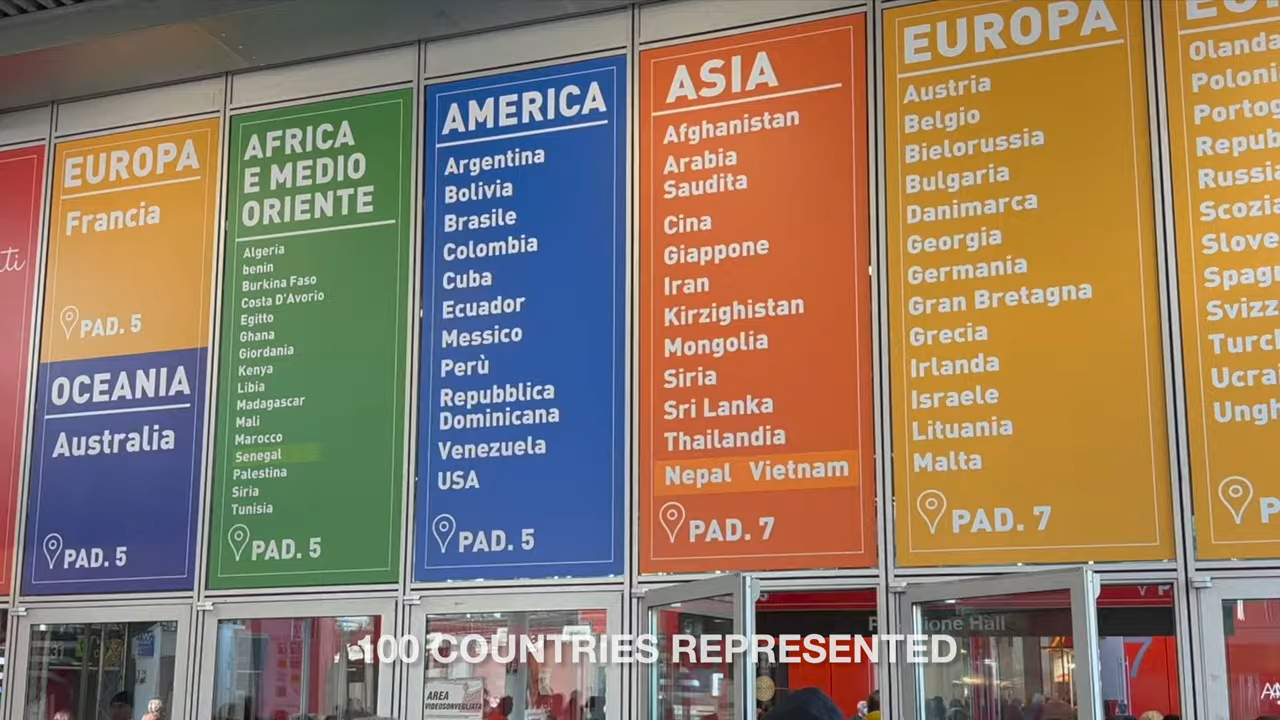 EUROPA
Francia
PAD. 5
OCEANIA
Australia
PAD. 5
AFRICA
E MEDIO
ORIENTE
Algeria
benin
Burkina Faso
Costa D'Avorio
Egitto
Ghana
Giordania
Kenya
Libia
Madagascar
Mali
Marocco
Senegal
Palestina
Siria
Tunisia
PAD. 5
AMERICA
Argentina
Bolivia
Brasile
Colombia
Cuba
Ecuador
Messico
Perù
Repubblica
Dominicana
Venezuela
USA
PAD. 5
ASIA
Afghanistan
Arabia
Saudita
Cina
Giappone
Iran
Kirzighistan
Mongolia
Siria
Sri Lanka
Thailandia
Nepal Vietnam
PAD. 7
EUROPA
Austria
Belgio
Bielorussia
Bulgaria
Danimarca
Georgia
Germania
Gran Bretagna
Grecia
Irlanda
Israele
Lituania
Malta
PAD. 7
Olanda
100 COUNTRIES REPRESENTED
Hall
7
AREA
VIDEOSORVEGLIATA